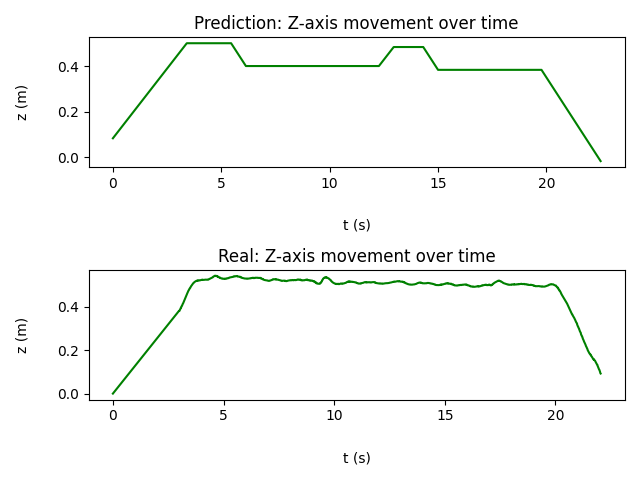 Prediction: Z-axis movement over time
0.4
0.2
0.0
z (m)
0 5 10 15 20
t (s)
Real: Z-axis movement over time
0.4
0.2
0.0
z (m)
0 5 10 15 20
t (s)